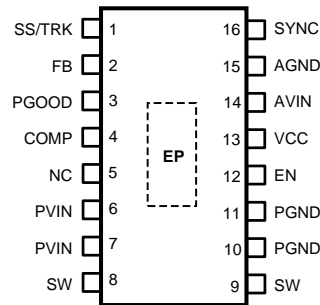 SS/TRK 1 16 SYNC
FB 2 15 AGND
PGOOD 3 14 AVIN
COMP 4 13 VCC
EP
NC 5 12 EN
PVIN 6 11 PGND
PVIN 7 10 PGND
SW 8 9 SW